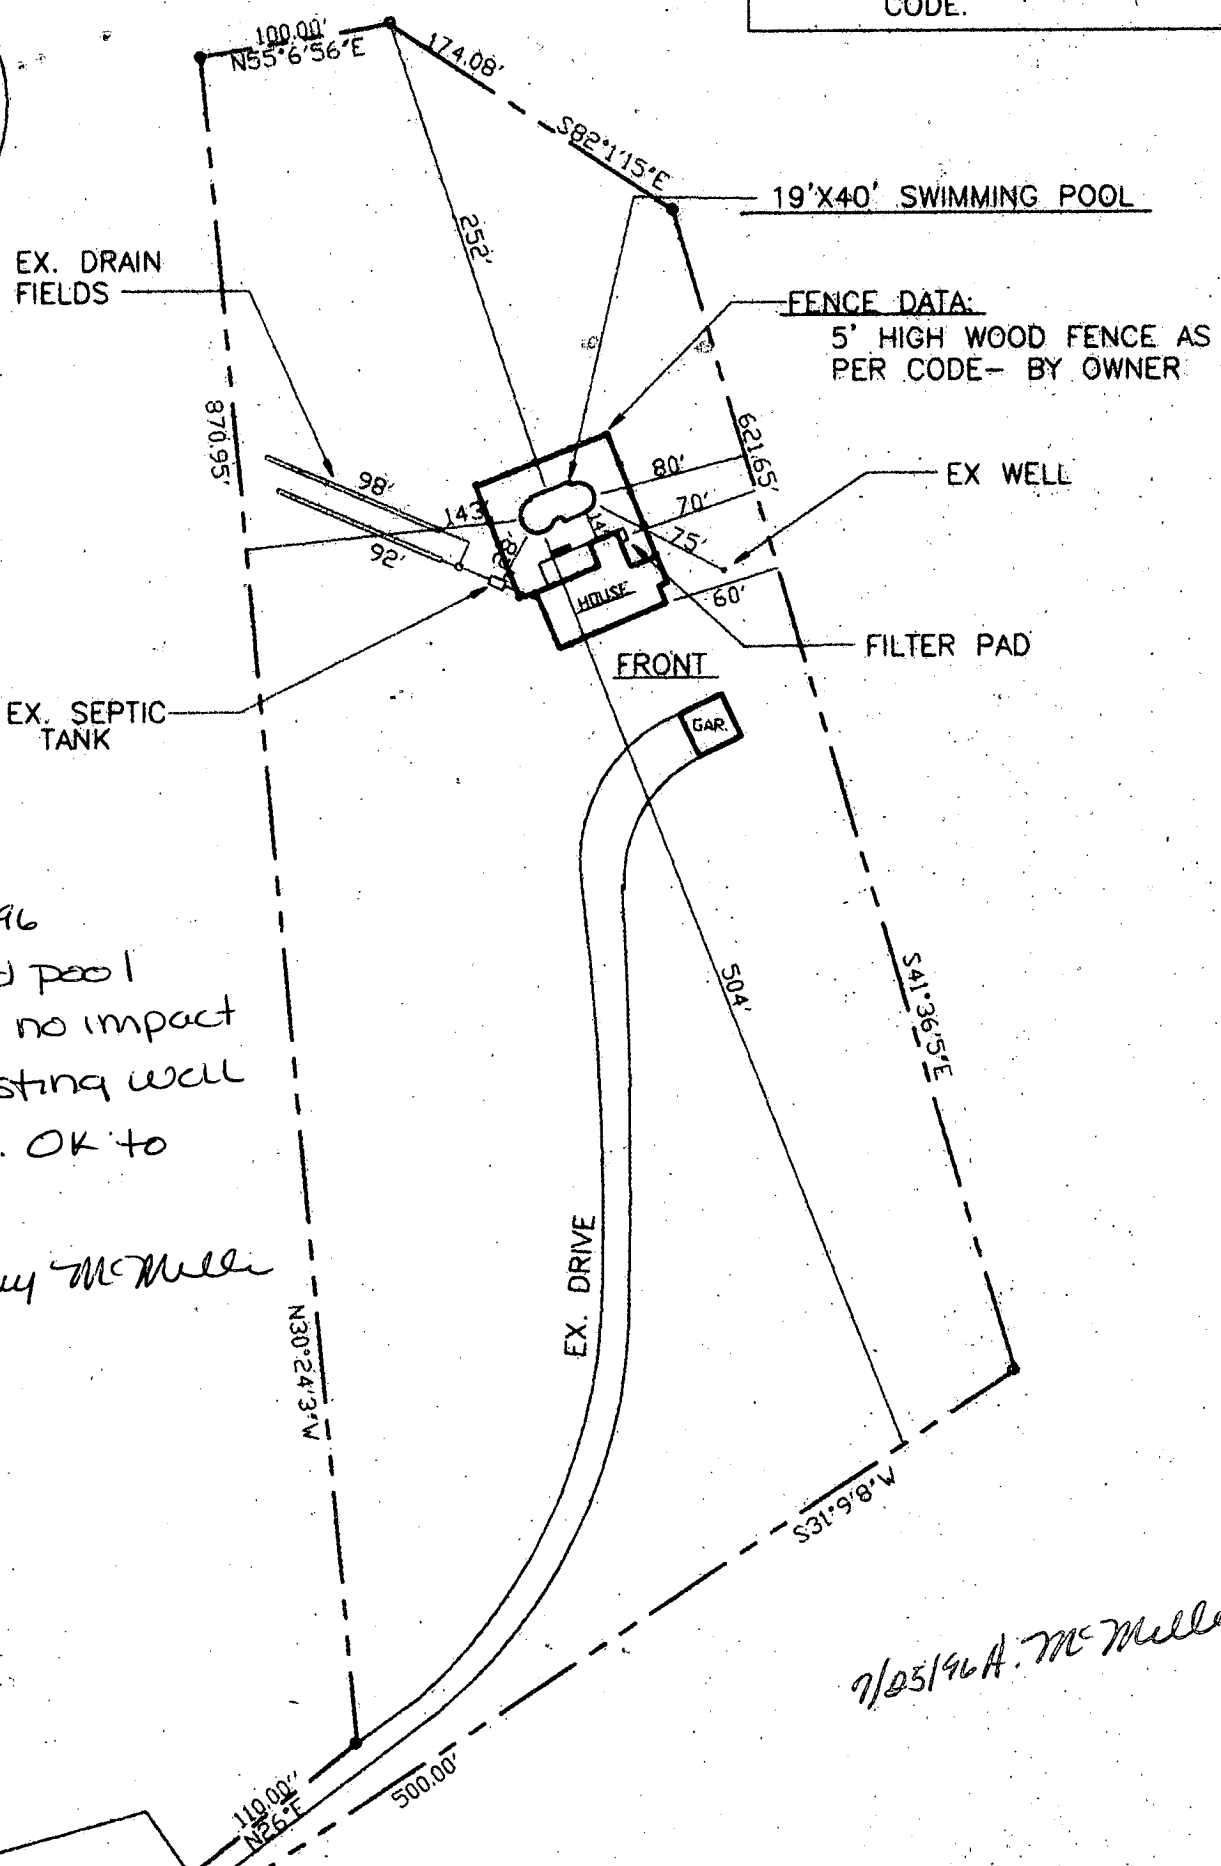 CODE.
100.00'
N55°6'56"E
174.08'
S82°1'15"E
19'X40' SWIMMING POOL
252'
EX. DRAIN
FIELDS
FENCE DATA:
5' HIGH WOOD FENCE AS
PER CODE- BY OWNER
870.95'
621.65'
98'
143'
92'
80'
70'
75'
EX WELL
HOUSE
60'
FILTER PAD
FRONT
EX. SEPTIC
TANK
GAR.
96
pool
no impact
sting well
. OK to
McMille
504'
S41°36'5"E
EX. DRIVE
N30°24'3"W
S31°9'8"W
7/25/96 A. McMille
500.00'
110.00"
N26°E